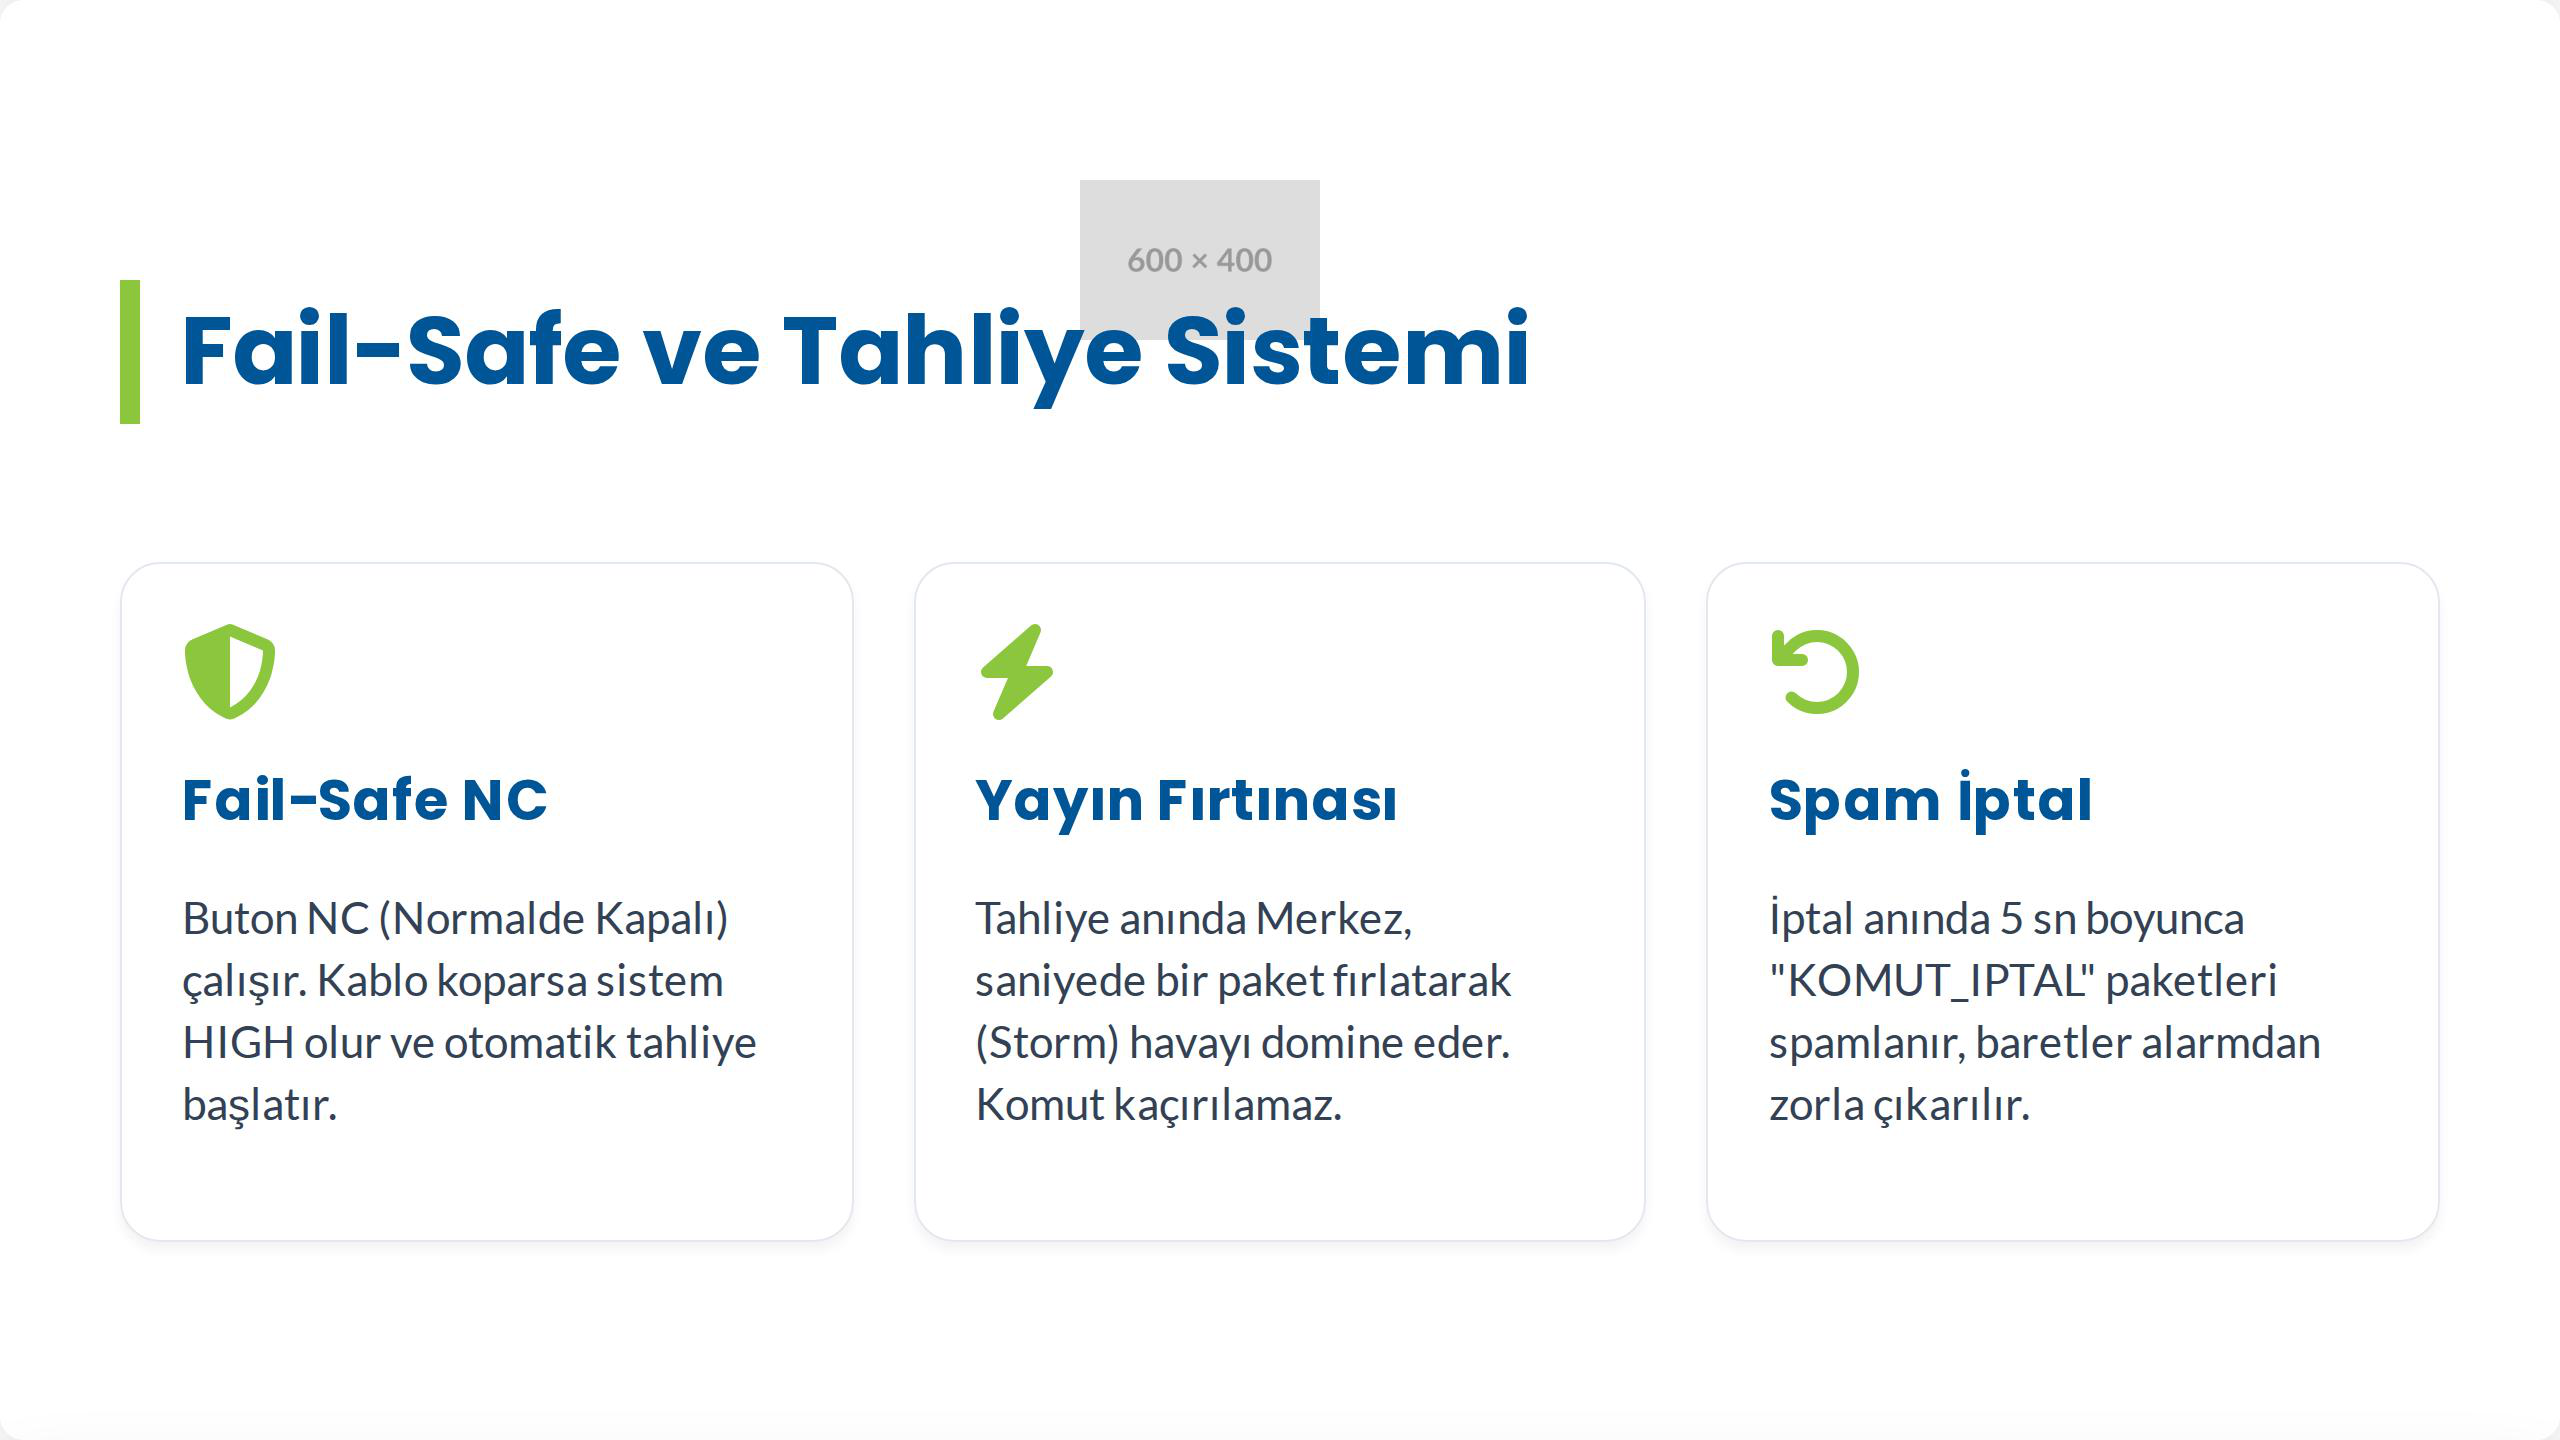 600 × 400
Fail-Safe ve Tahliye Sistemi
Fail-Safe NC
Buton NC (Normalde Kapalı)
çalışır. Kablo koparsa sistem
HIGH olur ve otomatik tahliye
başlatır.
Yayın Fırtınası
Tahliye anında Merkez,
saniyede bir paket fırlatarak
(Storm) havayı domine eder.
Komut kaçırılamaz.
Spam İptal
İptal anında 5 sn boyunca
"KOMUT_IPTAL" paketleri
spamlanır, baretler alarmdan
zorla çıkarılır.